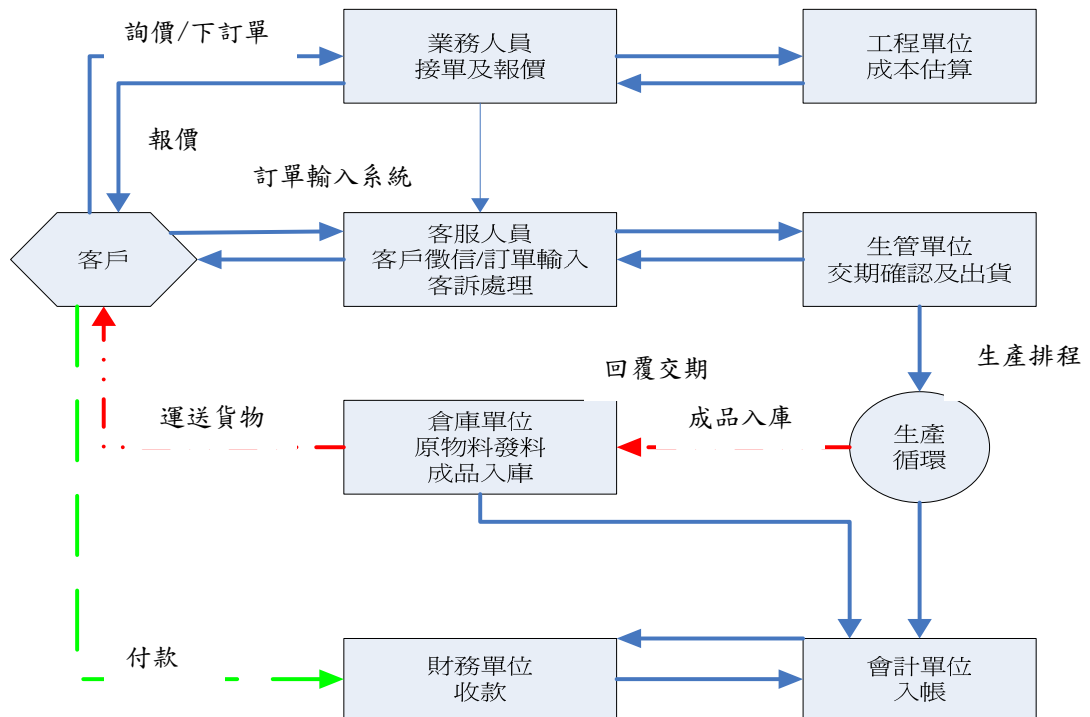 詢價/下訂單
業務人員
接單及報價
工程單位
成本估算
報價
訂單輸入系統
客戶
客服人員
客戶徵信/訂單輸入
客訴處理
生管單位
交期確認及出貨
生產排程
回覆交期
運送貨物
倉庫單位
原物料發料
成品入庫
成品入庫
生產
循環
付款
財務單位
收款
會計單位
入帳